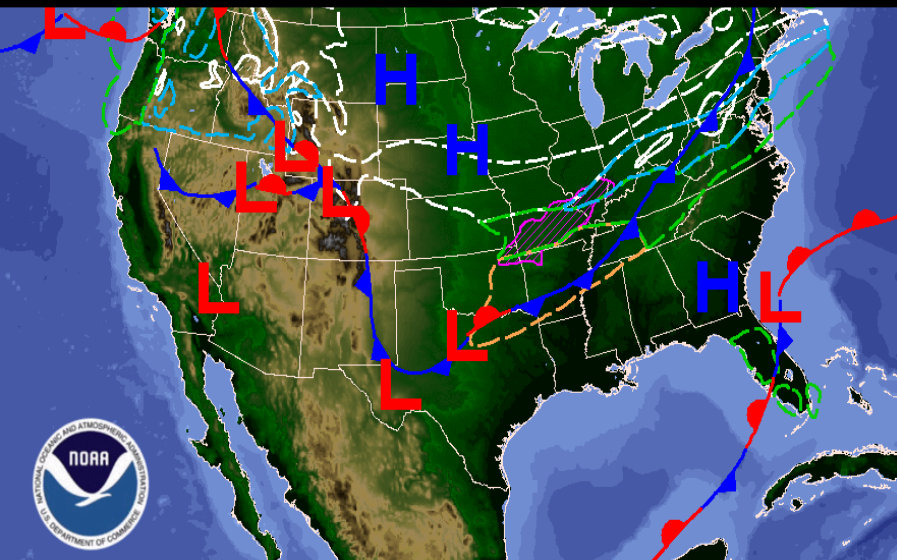 L
H
H
L
L
L
L
H
L
L
L
NOAA
NATIONAL OCEANIC AND ATMOSPHERIC ADMINISTRATION
U.S. DEPARTMENT OF COMMERCE